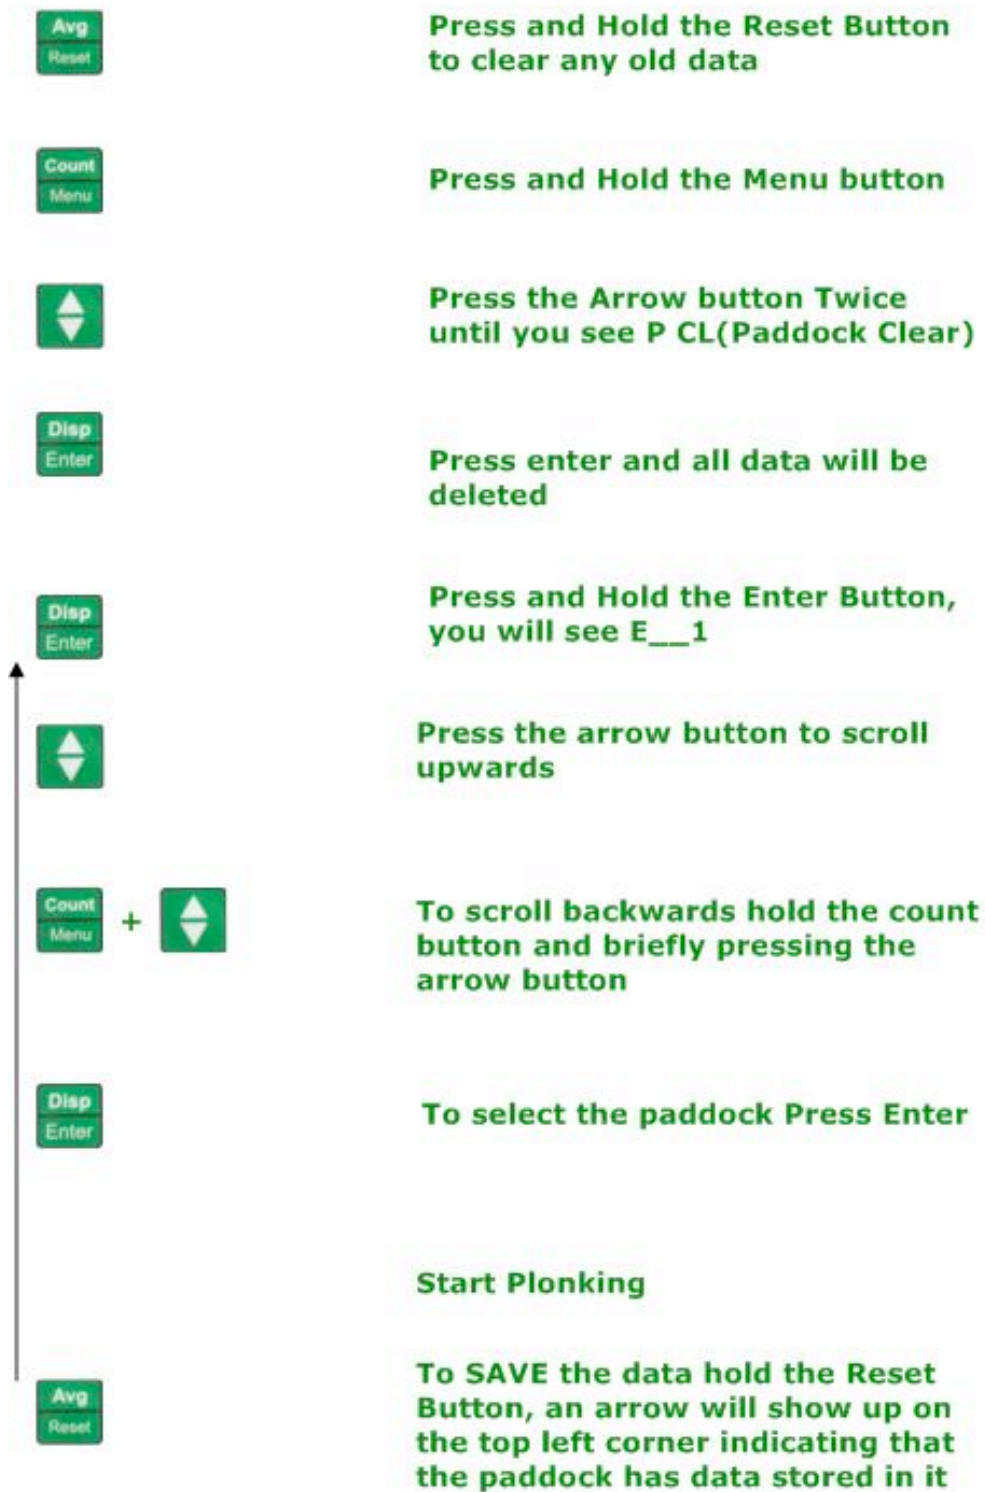 Avg
Reset
Press and Hold the Reset Button
to clear any old data
Count
Menu
Press and Hold the Menu button
Press the Arrow button Twice
until you see P CL(Paddock Clear)
Disp
Enter
Press enter and all data will be
deleted
Disp
Enter
Press and Hold the Enter Button,
you will see E__1
Press the arrow button to scroll
upwards
Count
Menu
+
To scroll backwards hold the count
button and briefly pressing the
arrow button
Disp
Enter
To select the paddock Press Enter
Start Plonking
Avg
Reset
To SAVE the data hold the Reset
Button, an arrow will show up on
the top left corner indicating that
the paddock has data stored in it